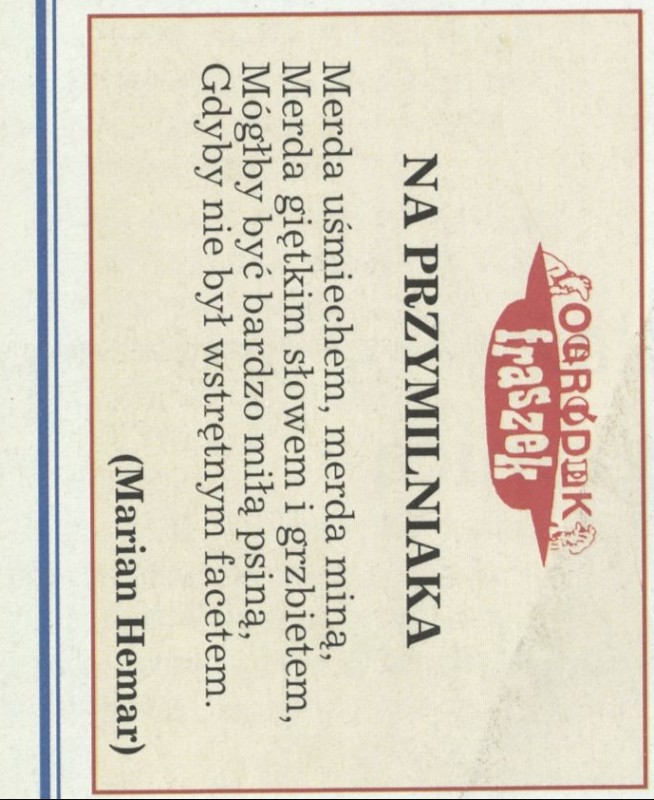 OGRÓDEK
fraszek
NA PRZYMILNIAKA
Merda uśmiechem, merda miną,
Merda giętkim słowem i grzbietem,
Mógłby być bardzo miłą psiną,
Gdyby nie był wstrętnym facetem.
(Marian Hemar)